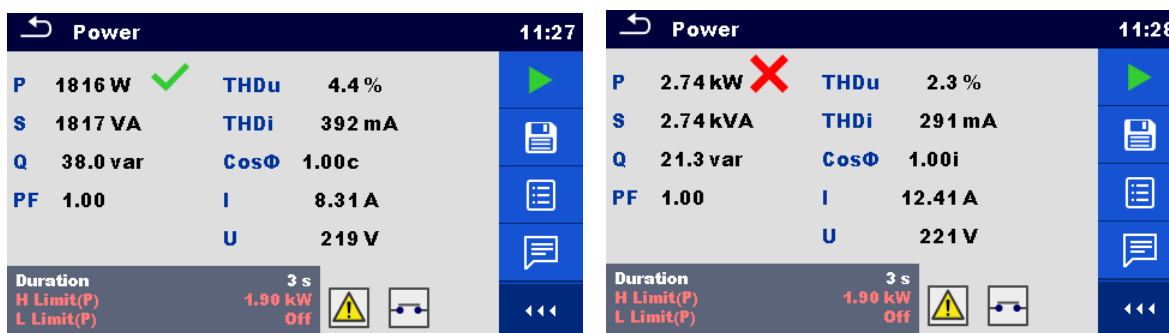 Power 11:27
P 1816 W THDu 4.4 %
S 1817 VA THDi 392 mA
Q 38.0 var CosΦ 1.00c
PF 1.00 I 8.31 A
U 219 V
Duration 3 s
H Limit(P) 1.90 kW
L Limit(P) Off
Power 11:28
P 2.74 kW THDu 2.3 %
S 2.74 kVA THDi 291 mA
Q 21.3 var CosΦ 1.00i
PF 1.00 I 12.41 A
U 221 V
Duration 3 s
H Limit(P) 1.90 kW
L Limit(P) Off